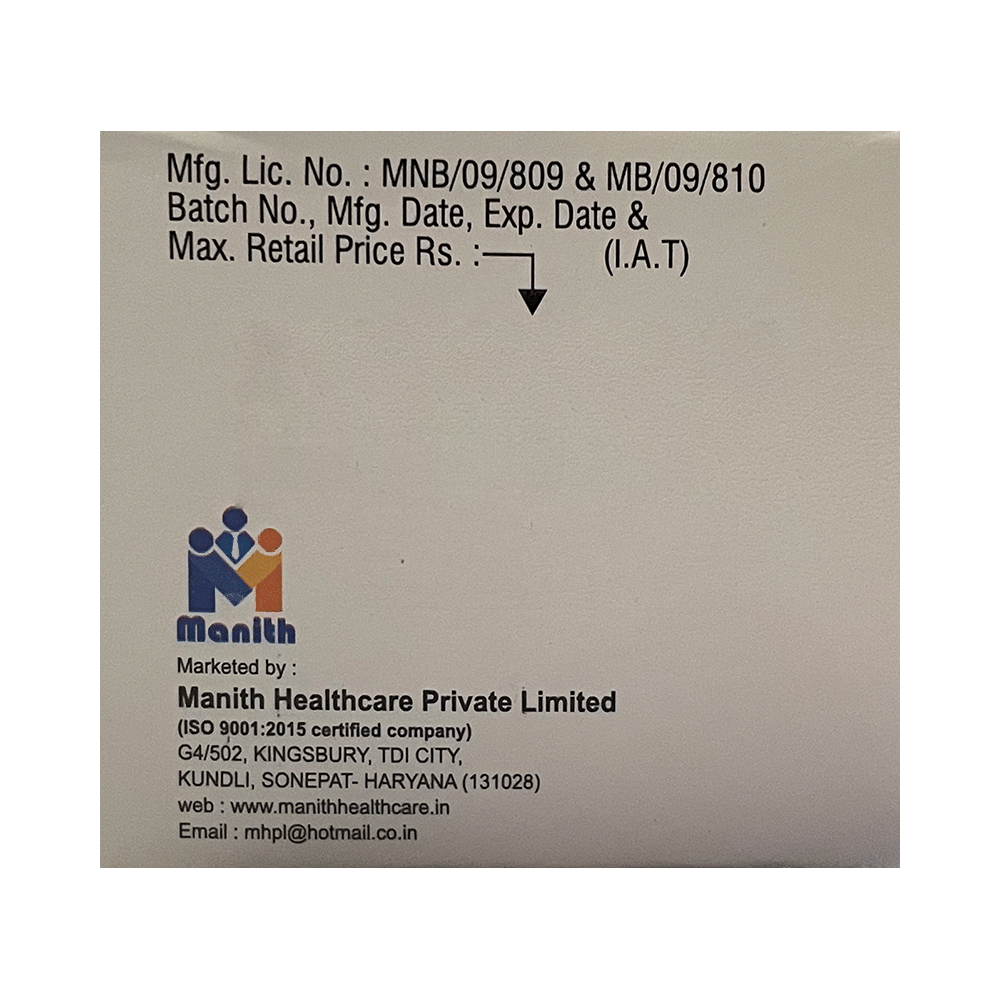 Mfg. Lic. No. : MNB/09/809 & MB/09/810
Batch No., Mfg. Date, Exp. Date &
Max. Retail Price Rs. : (I.A.T)
Manith
Marketed by :
Manith Healthcare Private Limited
(ISO 9001:2015 certified company)
G4/502, KINGSBURY, TDI CITY,
KUNDLI, SONEPAT- HARYANA (131028)
web : www.manithhealthcare.in
Email : mhpl@hotmail.co.in